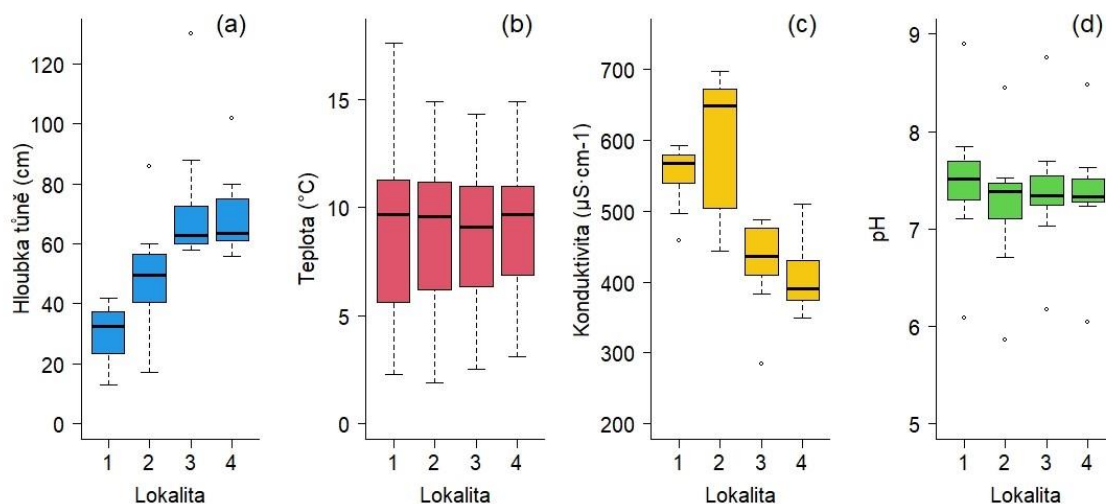 (a)
Hloubka tůně (cm)
120
100
80
60
40
20
0
1 2 3 4
Lokalita
(b)
Teplota (°C)
15
10
5
0
1 2 3 4
Lokalita
(c)
Konduktivita (µS·cm-1)
700
600
500
400
300
200
1 2 3 4
Lokalita
(d)
pH
9
8
7
6
5
1 2 3 4
Lokalita